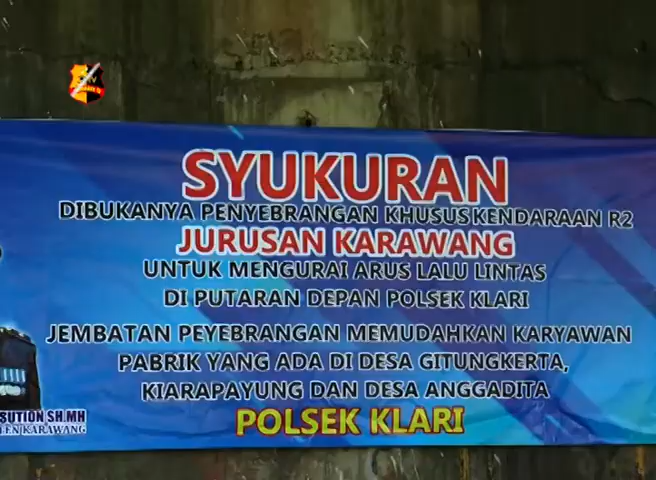 SYUKURAN
DIBUKANYA PENYEBRANGAN KHUSUS KENDARAAN R2
JURUSAN KARAWANG
UNTUK MENGURAI ARUS LALU LINTAS
DI PUTARAN DEPAN POLSEK KLARI
JEMBATAN PEYEBRANGAN MEMUDAHKAN KARYAWAN
PABRIK YANG ADA DI DESA GITUNGKERTA,
KIARAPAYUNG DAN DESA ANGGADITA
POLSEK KLARI
SUTION SH.MH
KARAWANG